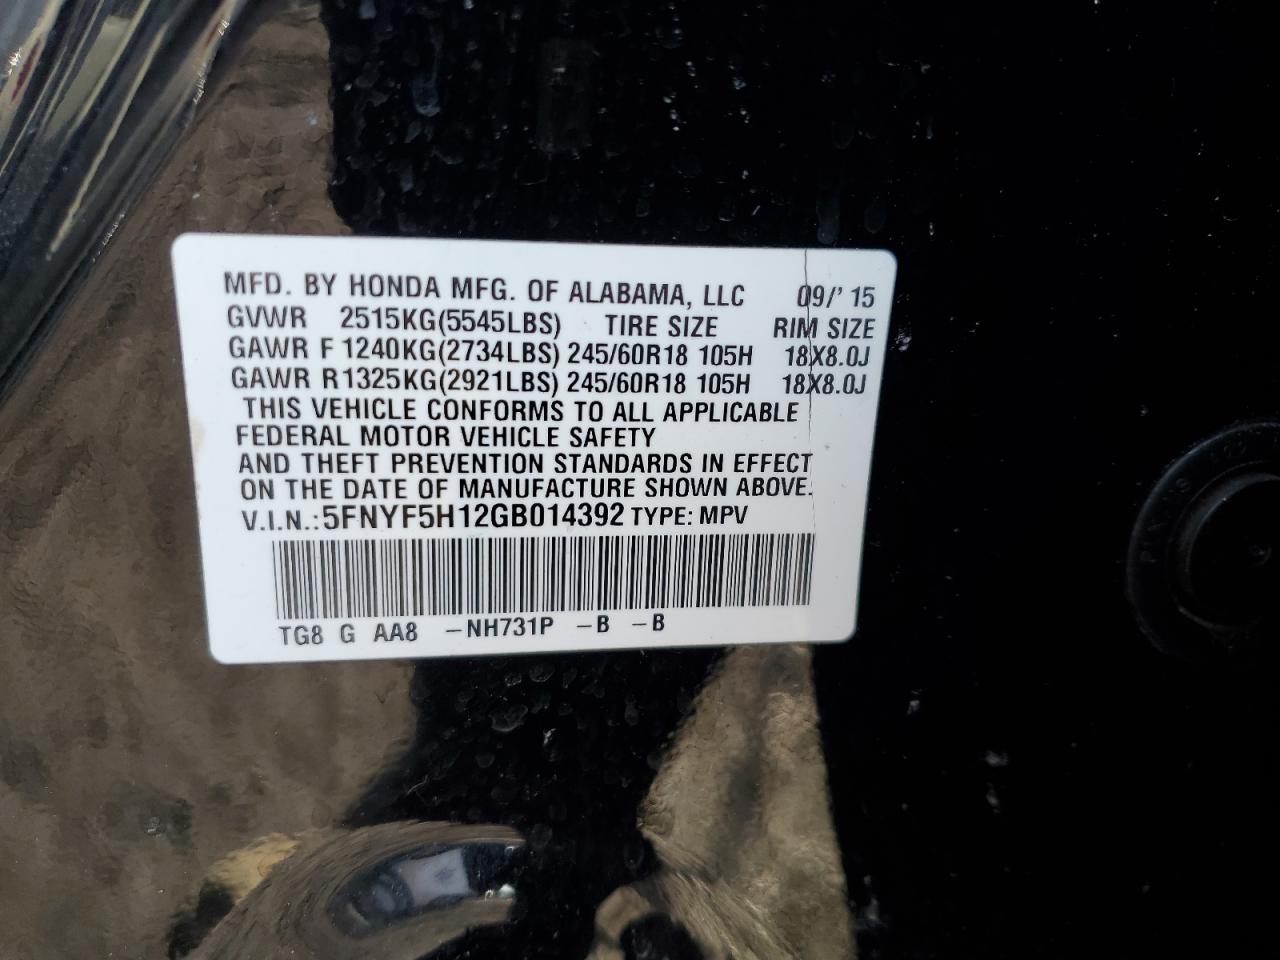 MFD. BY HONDA MFG. OF ALABAMA, LLC 09/' 15
GVWR 2515KG(5545LBS) TIRE SIZE RIM SIZE
GAWR F 1240KG(2734LBS) 245/60R18 105H 18X8.0J
GAWR R1325KG(2921LBS) 245/60R18 105H 18X8.0J
THIS VEHICLE CONFORMS TO ALL APPLICABLE
FEDERAL MOTOR VEHICLE SAFETY
AND THEFT PREVENTION STANDARDS IN EFFECT
ON THE DATE OF MANUFACTURE SHOWN ABOVE.
V.I.N.:5FNYF5H12GB014392 TYPE: MPV
TG8 G AA8 -NH731P -B -B